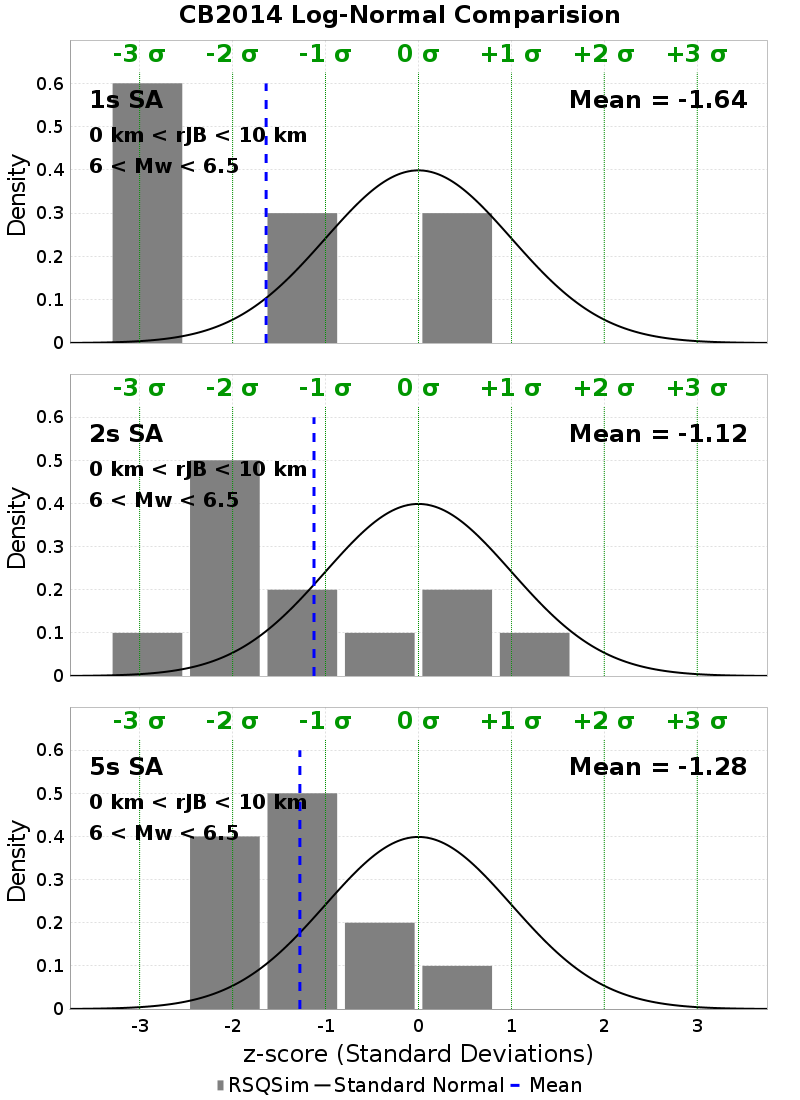 CB2014 Log-Normal Comparision
-3 σ -2 σ -1 σ 0 σ +1 σ +2 σ +3 σ
1s SA
Mean = -1.64
0 km < rJB < 10 km
6 < Mw < 6.5
0.6
0.5
0.4
0.3
0.2
0.1
0
Density
-3 σ -2 σ -1 σ 0 σ +1 σ +2 σ +3 σ
2s SA
Mean = -1.12
0 km < rJB < 10 km
6 < Mw < 6.5
0.6
0.5
0.4
0.3
0.2
0.1
0
Density
-3 σ -2 σ -1 σ 0 σ +1 σ +2 σ +3 σ
5s SA
Mean = -1.28
0 km < rJB < 10 km
6 < Mw < 6.5
0.6
0.5
0.4
0.3
0.2
0.1
0
Density
-3 -2 -1 0 1 2 3
z-score (Standard Deviations)
RSQSim Standard Normal Mean